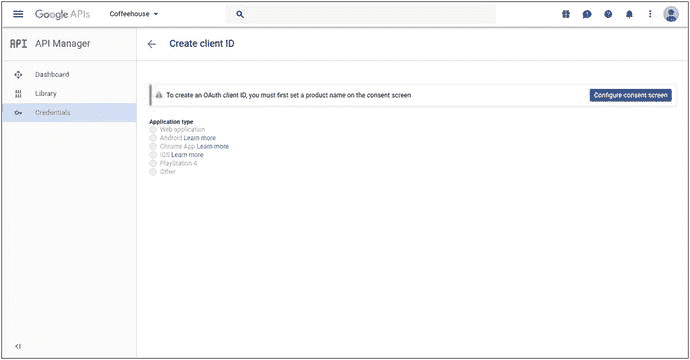 Google APIs
Coffeehouse
API
API Manager
Create client ID
Dashboard
Library
Credentials
To create an OAuth client ID, you must first set a product name on the consent screen
Configure consent screen
Application type
Web application
Android Learn more
Chrome App Learn more
iOS Learn more
PlayStation 4
Other